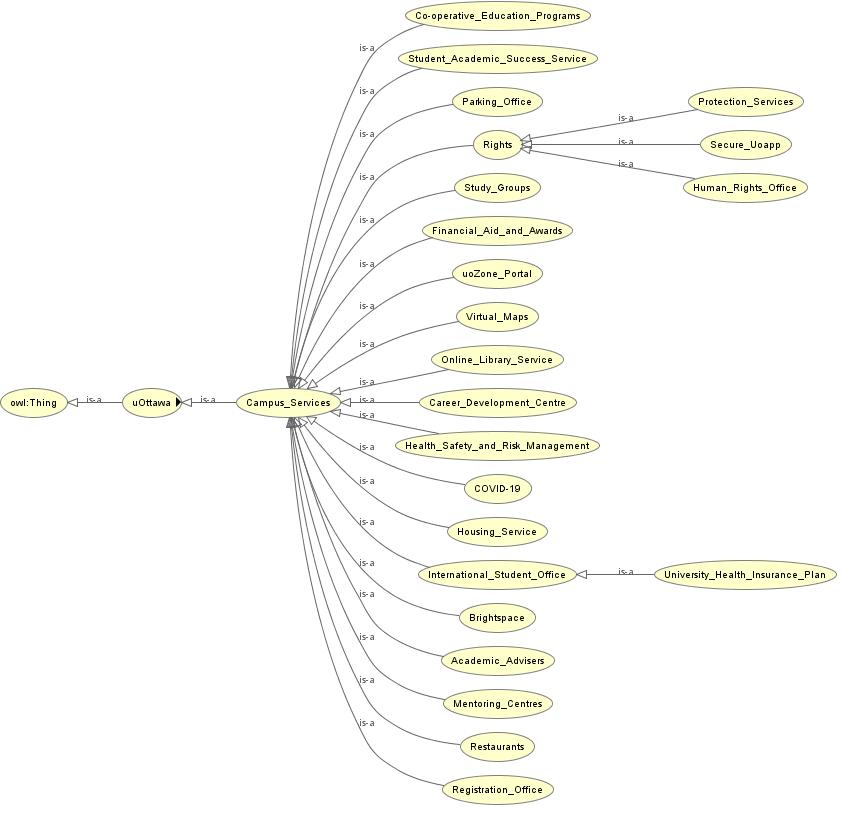 Co-operative_Education_Programs
is-a
Student_Academic_Success_Service
is-a
Parking_Office
Protection_Services
is-a
is-a
Rights
is-a
Secure_Uoapp
is-a
is-a
Study_Groups
Human_Rights_Office
is-a
Financial_Aid_and_Awards
is-a
uoZone_Portal
is-a
Virtual_Maps
is-a
Online_Library_Service
is-a
owl:Thing
is-a
uOttawa
is-a
Campus_Services
is-a
Career_Development_Centre
is-a
Health_Safety_and_Risk_Management
is-a
COVID-19
is-a
Housing_Service
is-a
International_Student_Office
is-a
University_Health_Insurance_Plan
is-a
Brightspace
is-a
Academic_Advisers
is-a
Mentoring_Centres
is-a
Restaurants
is-a
Registration_Office